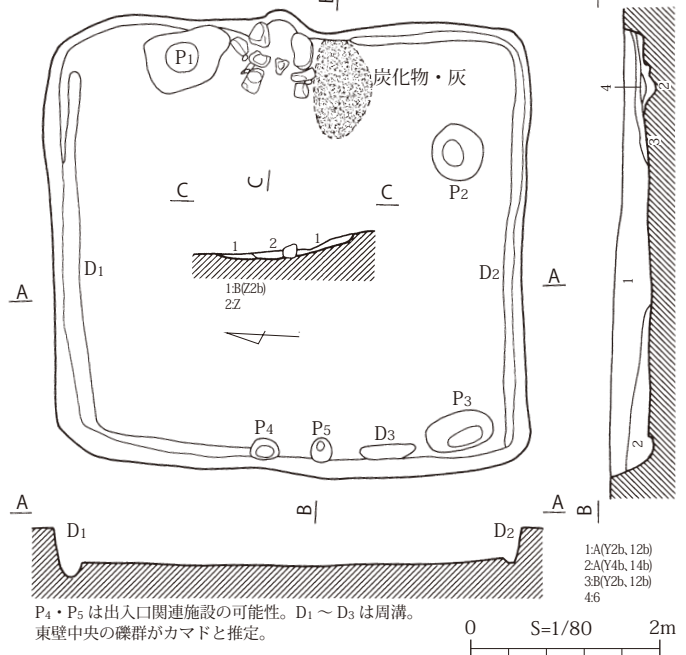 B
P1
炭化物・灰
4
2
3
P2
C
C
C
1
2
1
1:B(Z2b)
2:Z
D1
D2
A
A
1
P3
P4
P5
D3
2
A
B
A
B
D1
D2
1:A(Y2b、12b)
2:A(Y4b、14b)
3:B(Y2b、12b)
4:6
P4・P5 は出入口関連施設の可能性。D1 〜 D3 は周溝。
東壁中央の礫群がカマドと推定。
0 S=1/80 2m